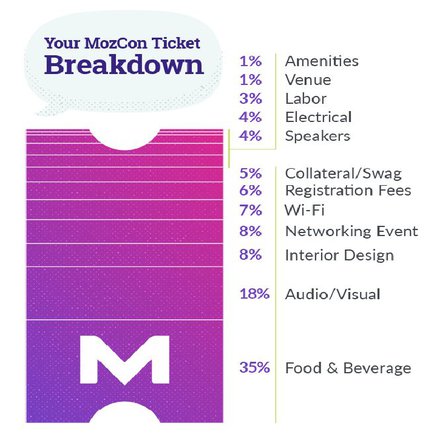 Your MozCon Ticket
Breakdown
1% Amenities
1% Venue
3% Labor
4% Electrical
4% Speakers
5% Collateral/Swag
6% Registration Fees
7% Wi-Fi
8% Networking Event
8% Interior Design
18% Audio/Visual
35% Food & Beverage
M